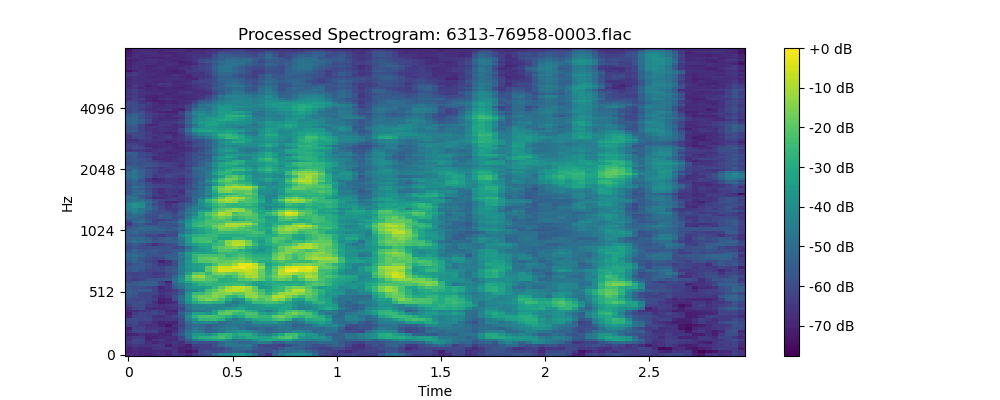 Processed Spectrogram: 6313-76958-0003.flac
Hz
4096
2048
1024
512
0
0
0.5
1
1.5
2
2.5
Time
+0 dB
-10 dB
-20 dB
-30 dB
-40 dB
-50 dB
-60 dB
-70 dB